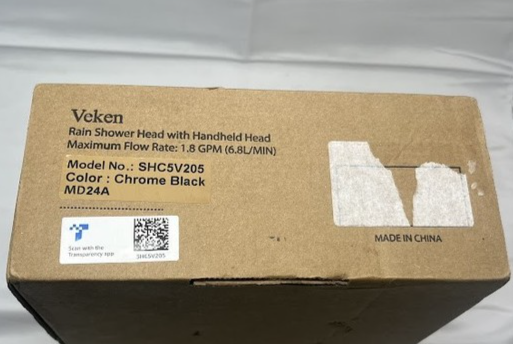 Veken
Rain Shower Head with Handheld Head
Maximum Flow Rate: 1.8 GPM (6.8L/MIN)
Model No.: SHC5V205
Color : Chrome Black
MD24A
Scan with the
Transparency app
SHC5V205
MADE IN CHINA